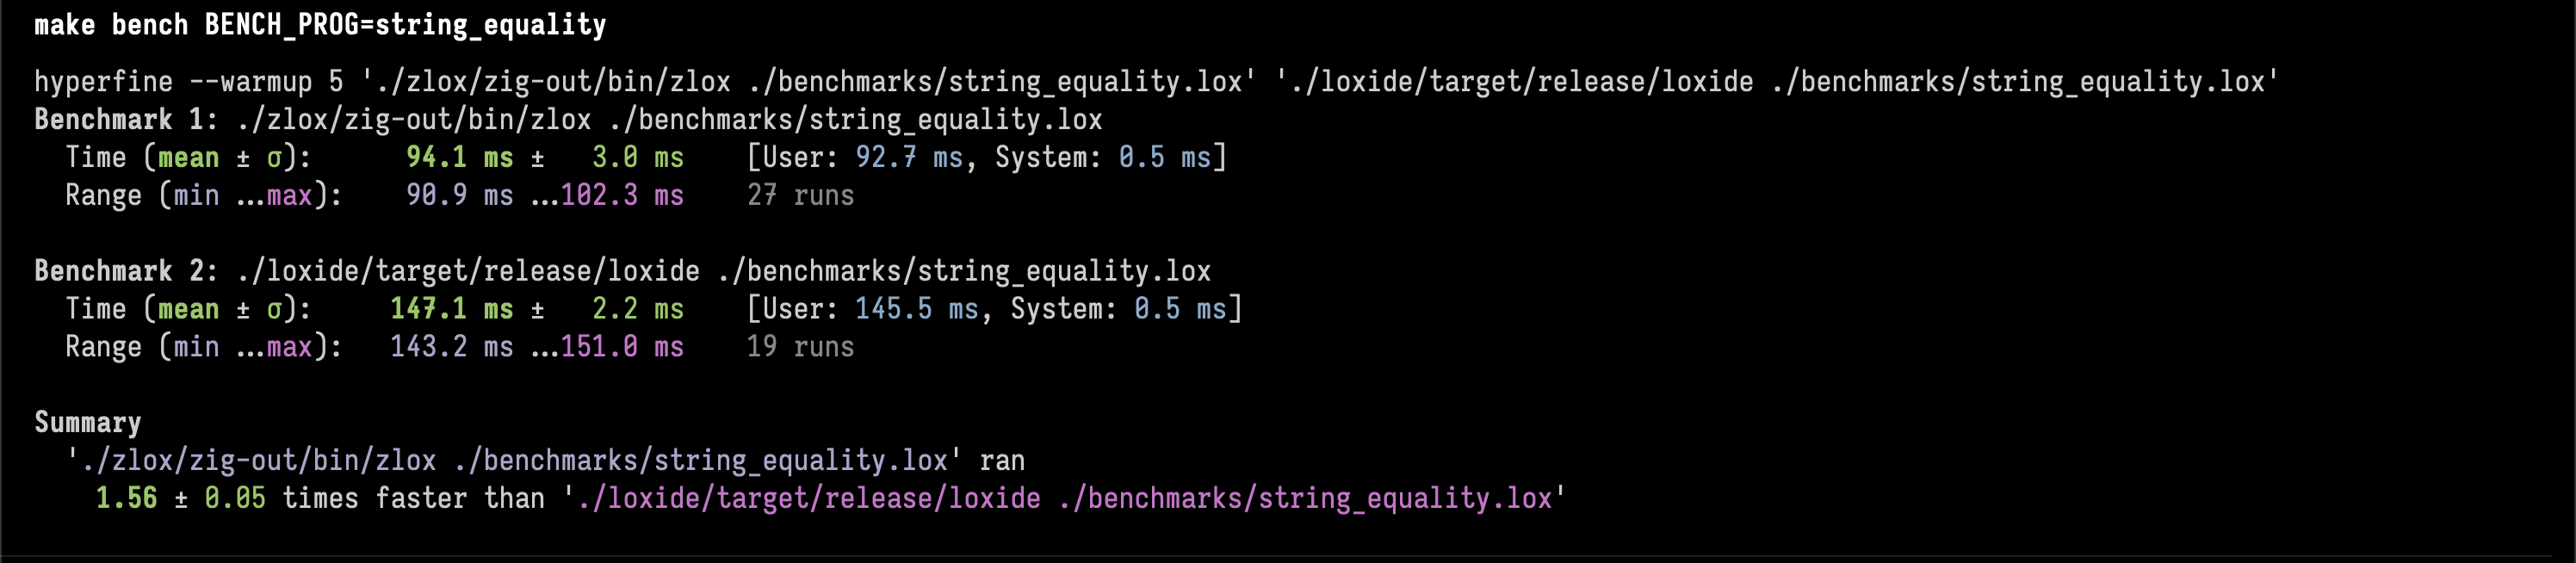 make bench BENCH_PROG=string_equality
hyperfine --warmup 5 './zlox/zig-out/bin/zlox ./benchmarks/string_equality.lox' './loxide/target/release/loxide ./benchmarks/string_equality.lox'
Benchmark 1: ./zlox/zig-out/bin/zlox ./benchmarks/string_equality.lox
  Time (mean ± σ):      94.1 ms ±   3.0 ms    [User: 92.7 ms, System: 0.5 ms]
  Range (min …max):    90.9 ms …102.3 ms    27 runs
Benchmark 2: ./loxide/target/release/loxide ./benchmarks/string_equality.lox
  Time (mean ± σ):     147.1 ms ±   2.2 ms    [User: 145.5 ms, System: 0.5 ms]
  Range (min …max):   143.2 ms …151.0 ms    19 runs
Summary
  './zlox/zig-out/bin/zlox ./benchmarks/string_equality.lox' ran
    1.56 ± 0.05 times faster than './loxide/target/release/loxide ./benchmarks/string_equality.lox'